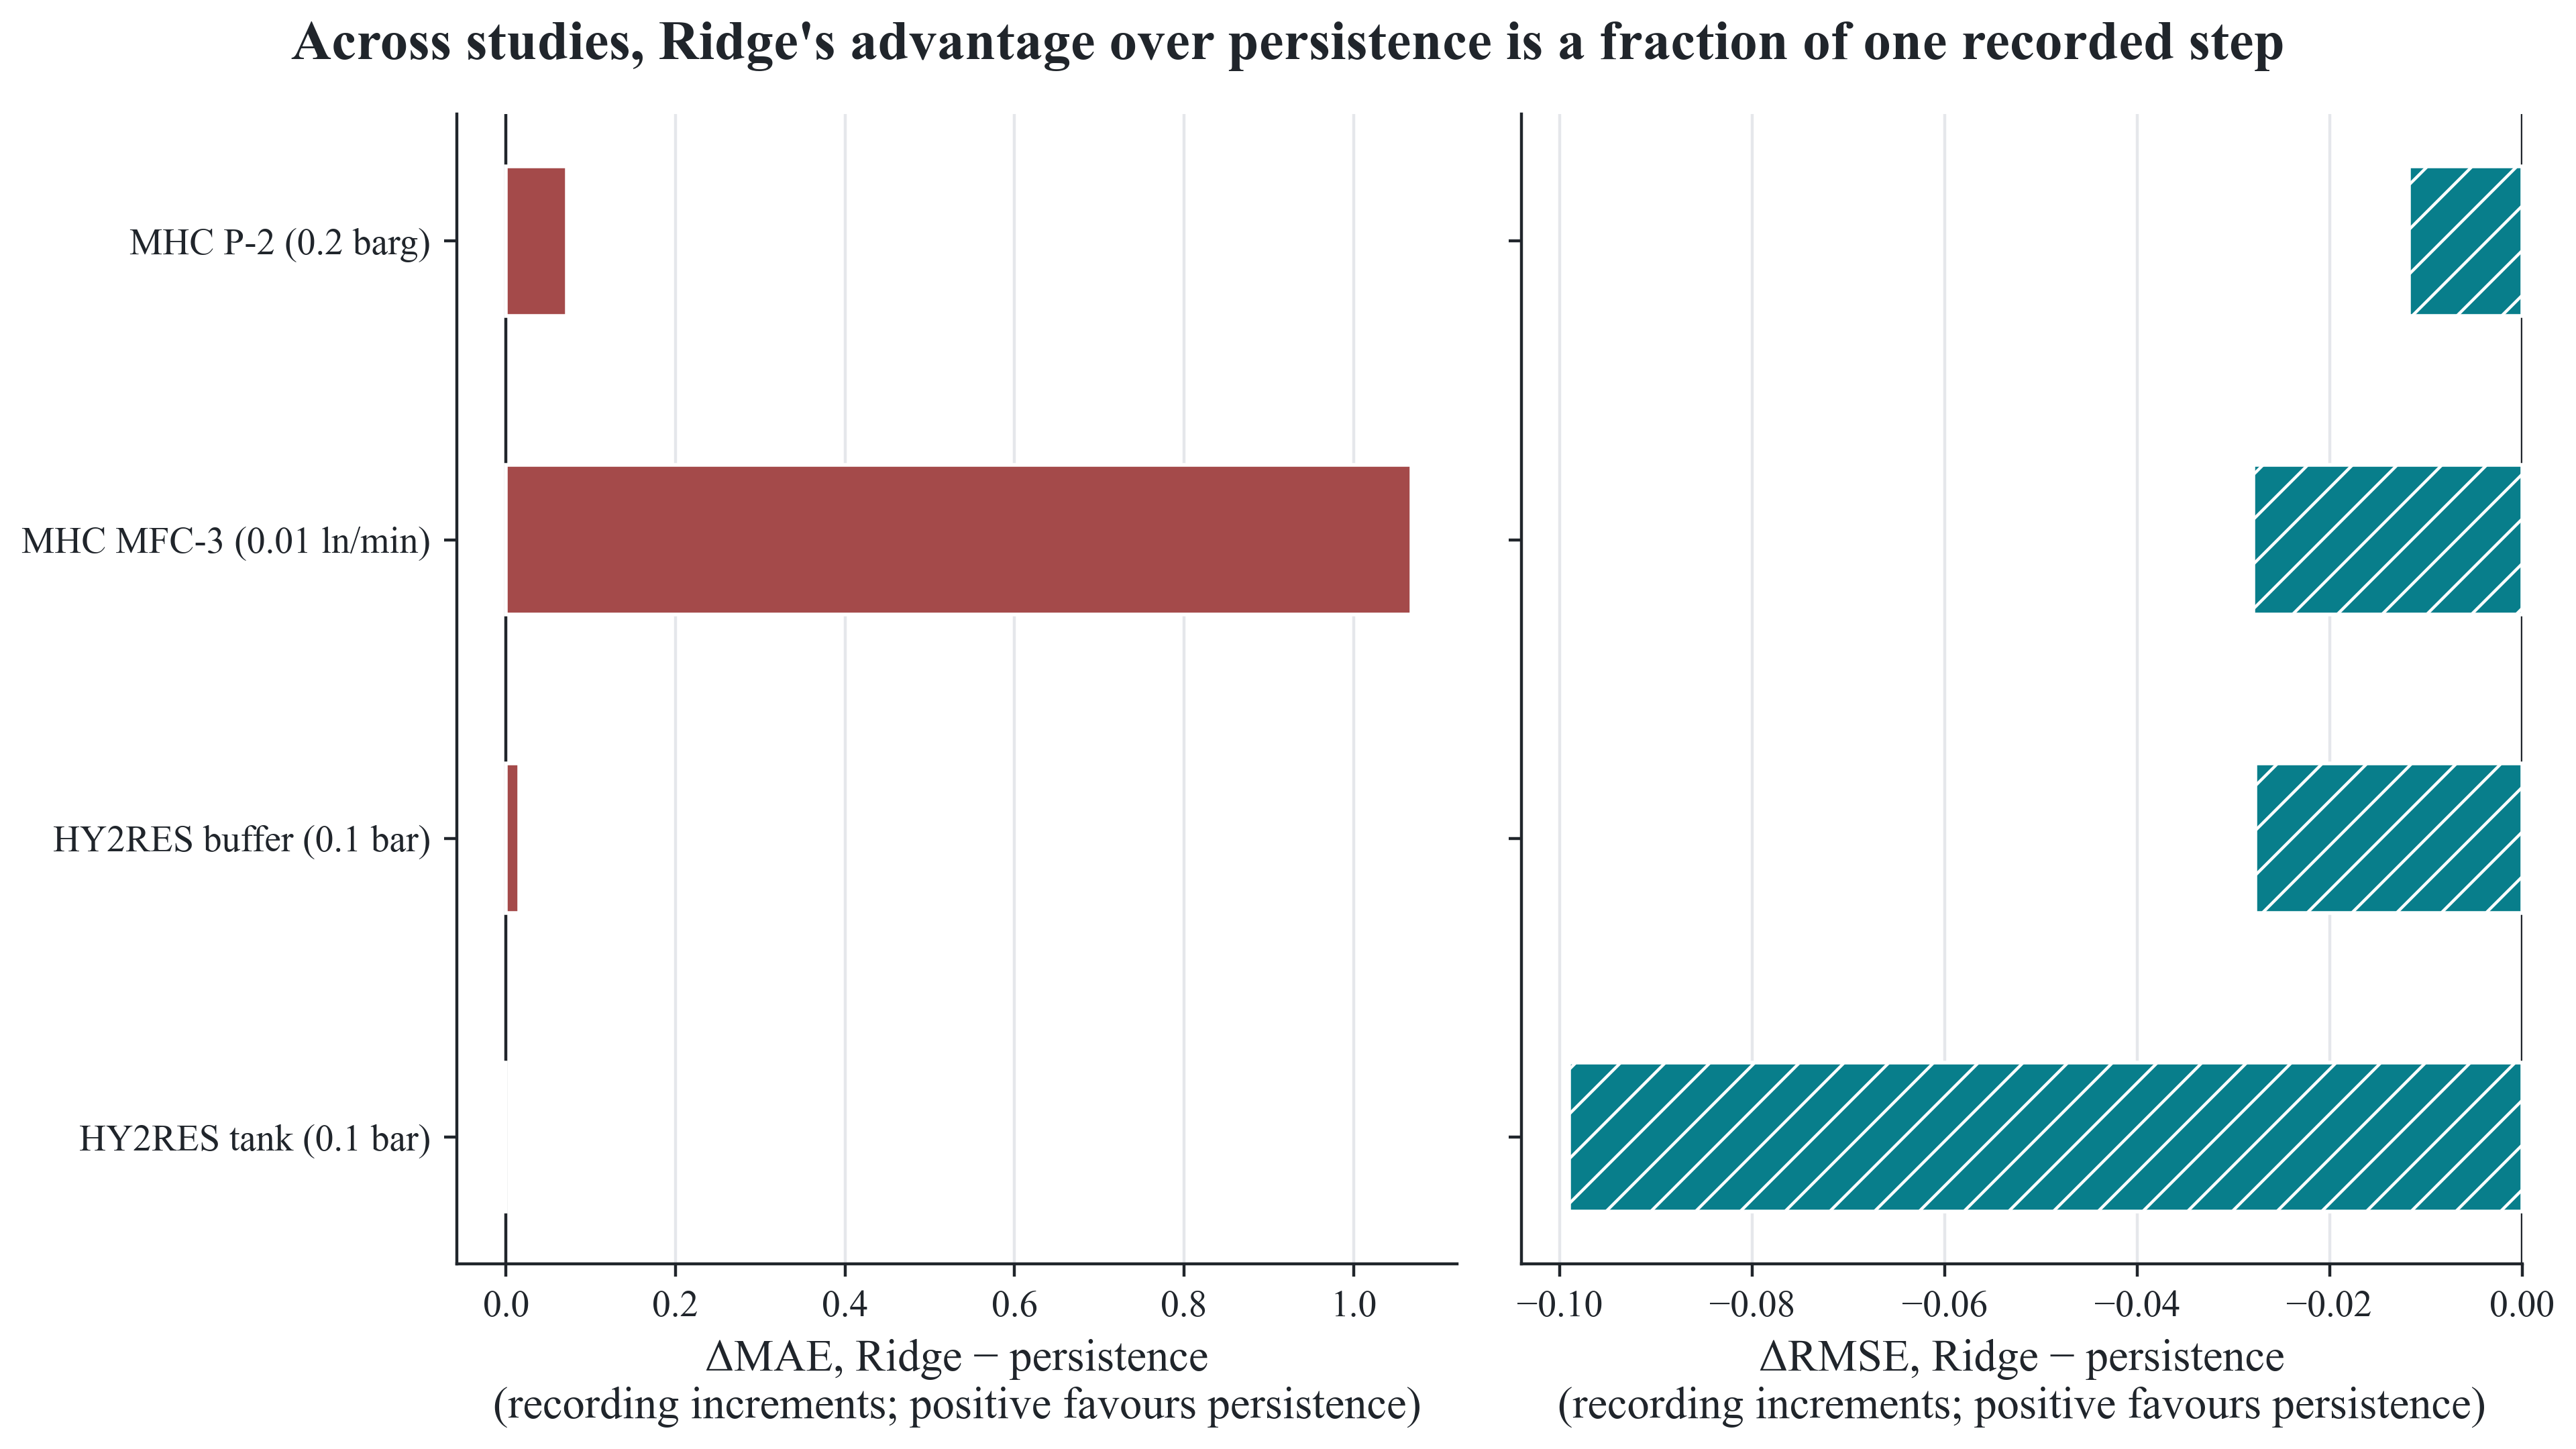 Across studies, Ridge's advantage over persistence is a fraction of one recorded step
MHC P-2 (0.2 barg)
MHC MFC-3 (0.01 ln/min)
HY2RES buffer (0.1 bar)
HY2RES tank (0.1 bar)
0.0 0.2 0.4 0.6 0.8 1.0
ΔMAE, Ridge − persistence
(recording increments; positive favours persistence)
−0.10 −0.08 −0.06 −0.04 −0.02 0.00
ΔRMSE, Ridge − persistence
(recording increments; positive favours persistence)